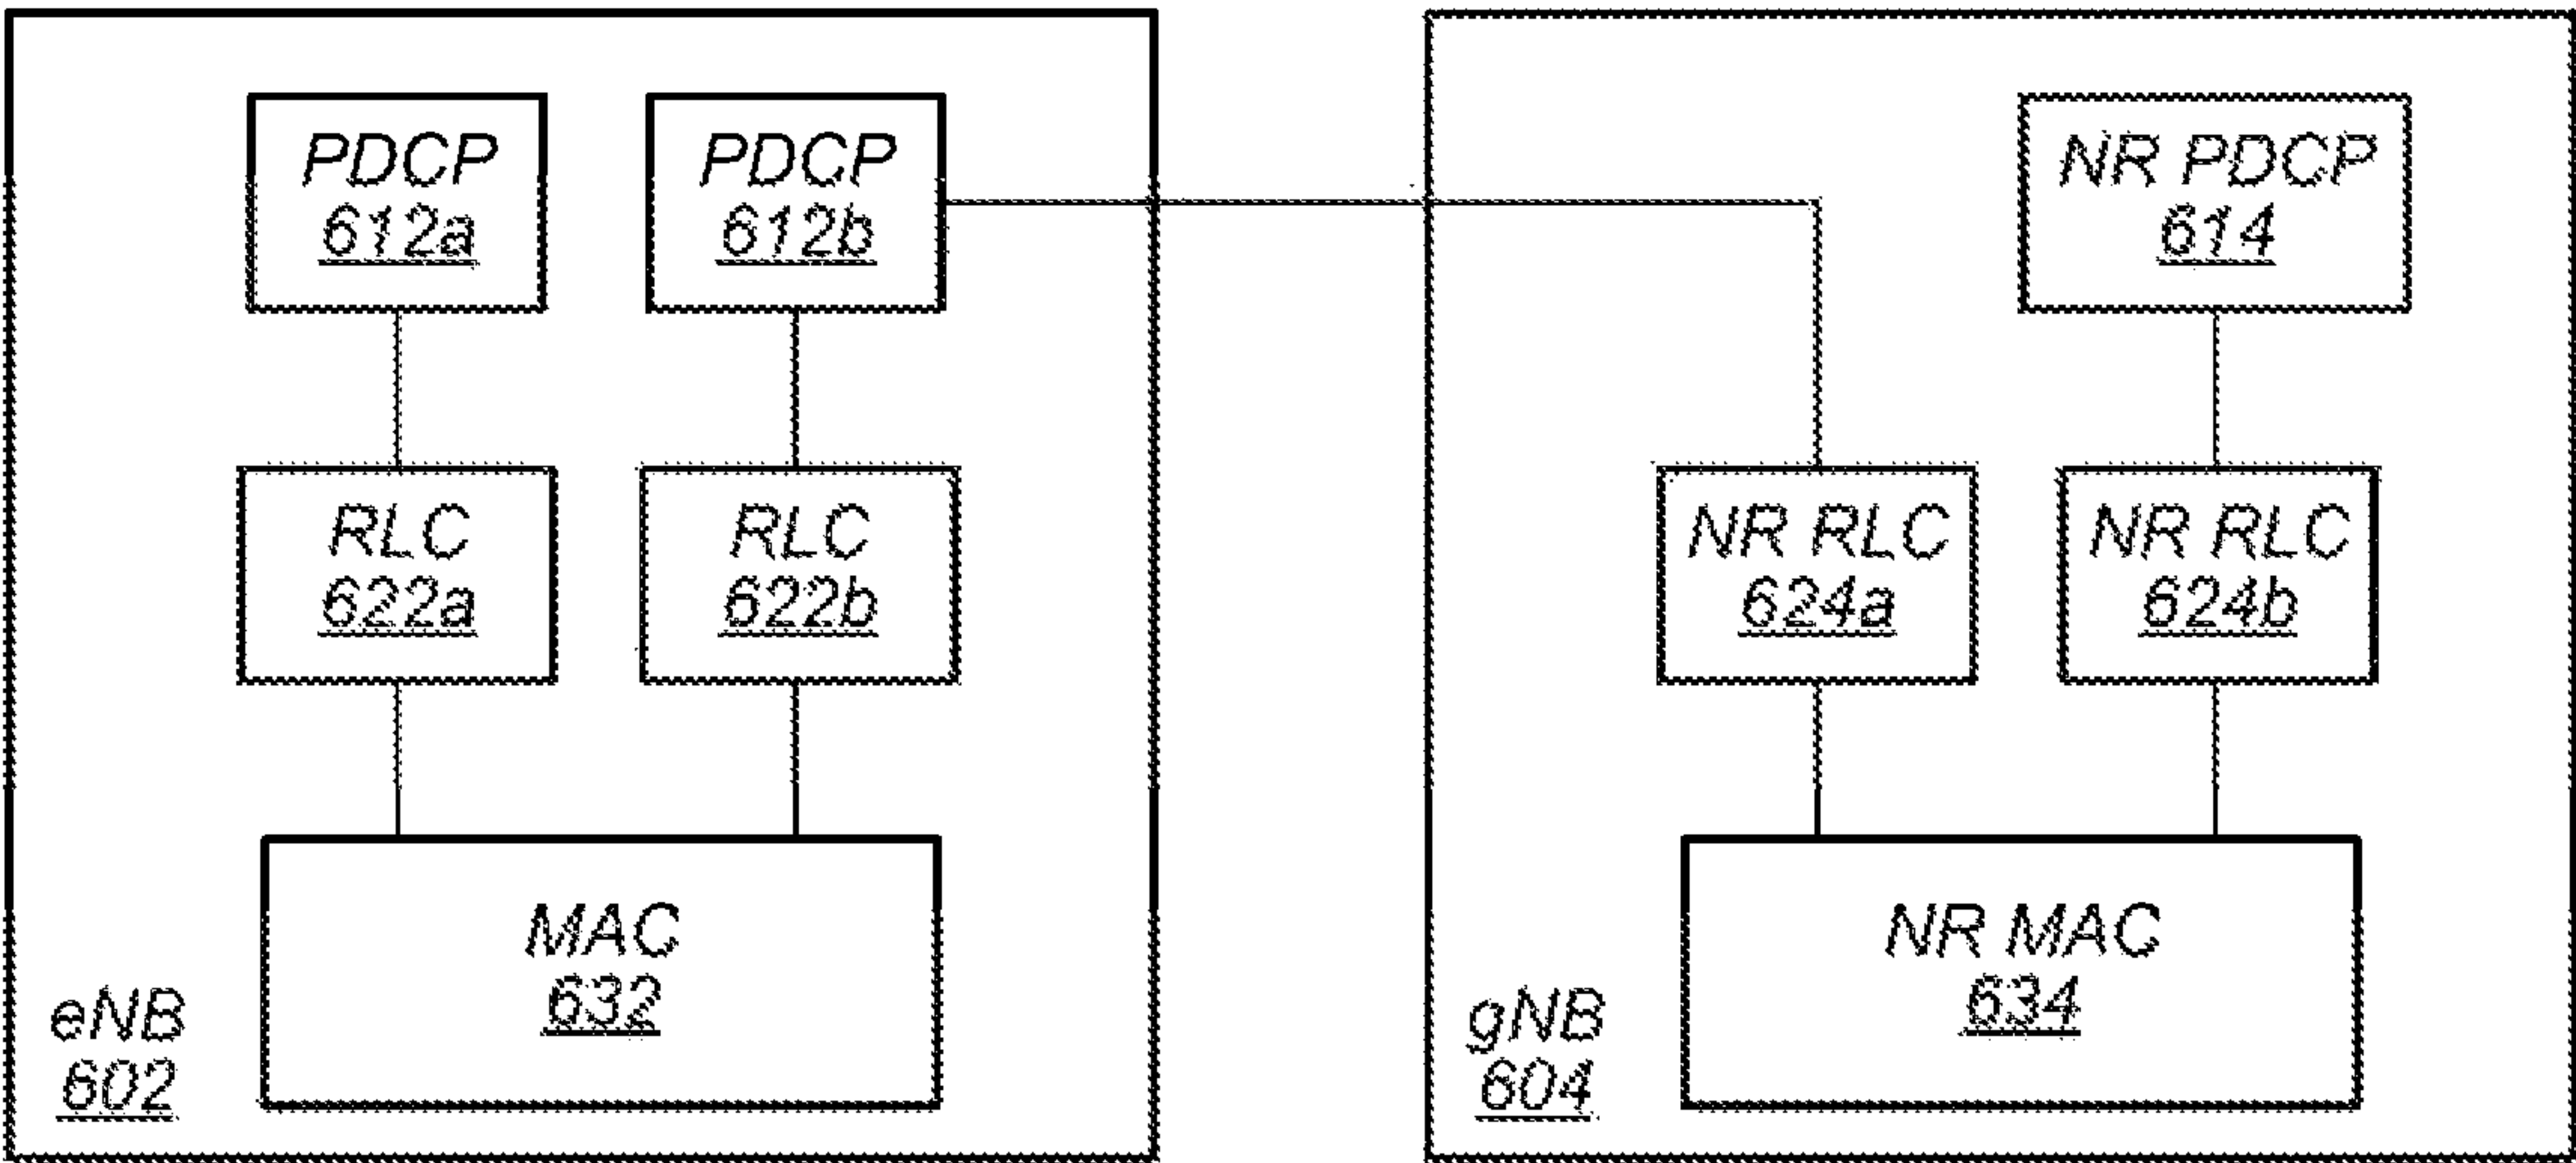 PDCP
612a
PDCP
612b
RLC
622a
RLC
622b
MAC
632
eNB
602
NR PDCP
614
NR RLC
624a
NR RLC
624b
NR MAC
634
gNB
604